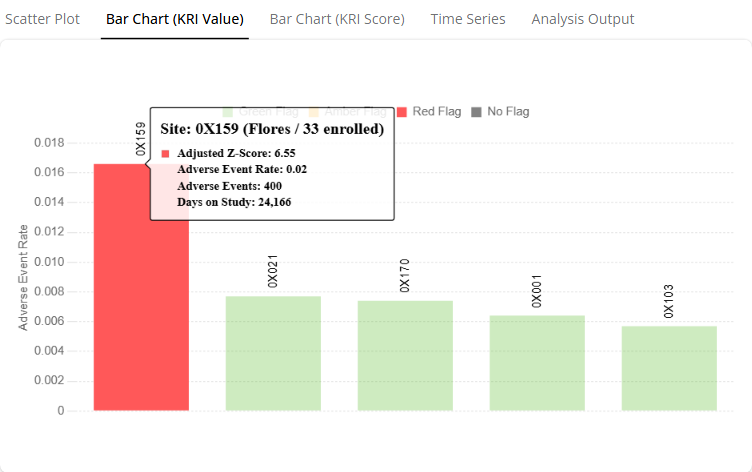 Scatter Plot Bar Chart (KRI Value) Bar Chart (KRI Score) Time Series Analysis Output
Green Flag Amber Flag Red Flag No Flag
Site: 0X159 (Flores / 33 enrolled)
Adjusted Z-Score: 6.55
Adverse Event Rate: 0.02
Adverse Events: 400
Days on Study: 24,166
Adverse Event Rate
0.018
0.016
0.014
0.012
0.010
0.008
0.006
0.004
0.002
0
0X159
0X021
0X170
0X001
0X103